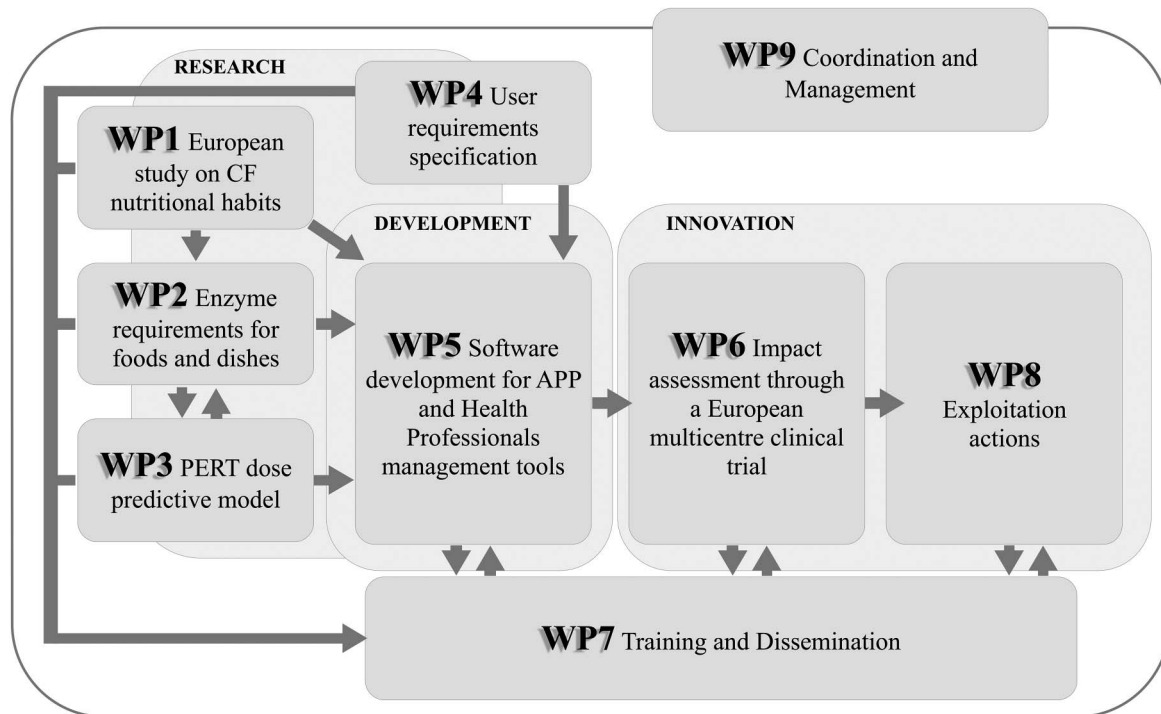 RESEARCH
WP9 Coordination and
Management
WP4 User
requirements
specification
WP1 European
study on CF
nutritional habits
DEVELOPMENT
INNOVATION
WP2 Enzyme
requirements for
foods and dishes
WP5 Software
development for APP
and Health
Professionals
management tools
WP6 Impact
assessment through
a European
multicentre clinical
trial
WP8
Exploitation
actions
WP3 PERT dose
predictive model
WP7 Training and Dissemination